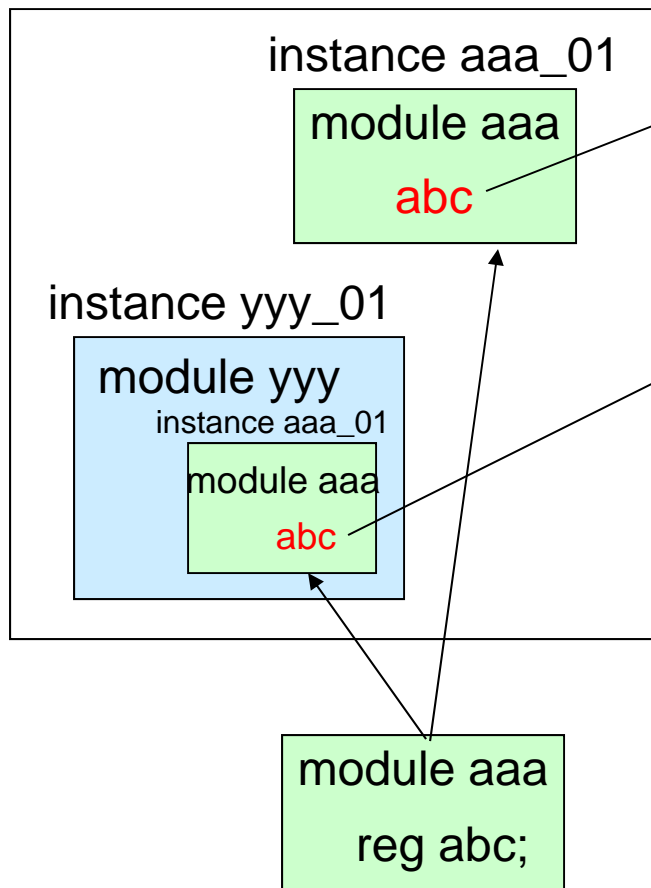 instance aaa_01
module aaa
abc
instance yyy_01
module yyy
instance aaa_01
module aaa
abc
module aaa
reg abc;